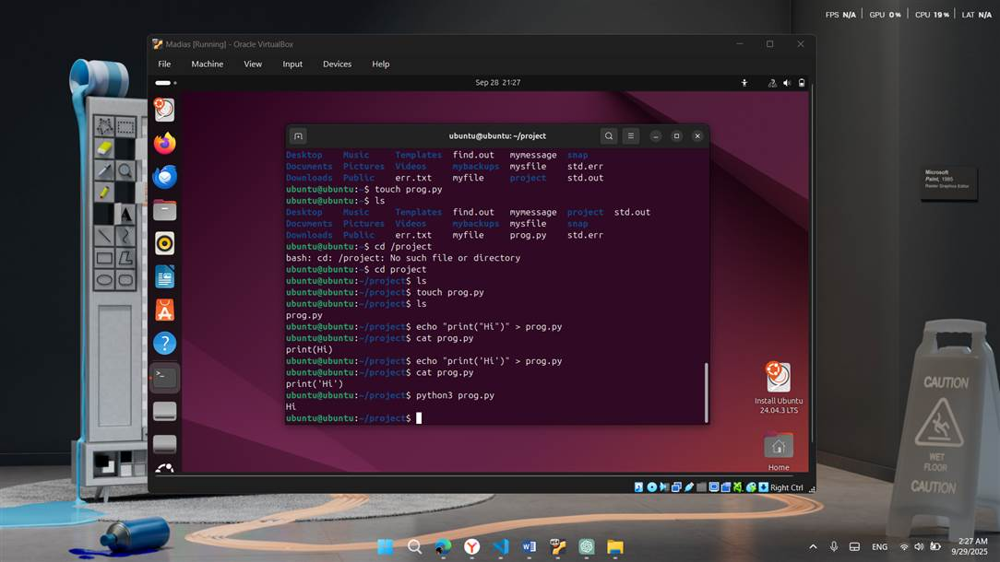 FPS N/A GPU 0% CPU 19% LAT N/A
Madias [Running] - Oracle VirtualBox
File Machine View Input Devices Help
Sep 28 21:27
ubuntu@ubuntu: ~/project
Desktop Music Templates find.out mymessage snap
Documents Pictures Videos mybackups mysfile std.err
Downloads Public err.txt myfile project std.out
ubuntu@ubuntu:~$ touch prog.py
ubuntu@ubuntu:~$ ls
Desktop Music Templates find.out mymessage project std.out
Documents Pictures Videos mybackups mysfile snap
Downloads Public err.txt myfile prog.py std.err
ubuntu@ubuntu:~$ cd /project
bash: cd: /project: No such file or directory
ubuntu@ubuntu:~$ cd project
ubuntu@ubuntu:~/project$ ls
ubuntu@ubuntu:~/project$ touch prog.py
ubuntu@ubuntu:~/project$ ls
prog.py
ubuntu@ubuntu:~/project$ echo "print("Hi")" > prog.py
ubuntu@ubuntu:~/project$ cat prog.py
print(Hi)
ubuntu@ubuntu:~/project$ echo "print('Hi')" > prog.py
ubuntu@ubuntu:~/project$ cat prog.py
print('Hi')
ubuntu@ubuntu:~/project$ python3 prog.py
Hi
ubuntu@ubuntu:~/project$
Install Ubuntu
24.04.3 LTS
Home
Right Ctrl
Microsoft
Paint, 1985
Raster Graphics Editor
CAUTION
WET
FLOOR
CAUTION
ENG
2:27 AM
9/29/2025